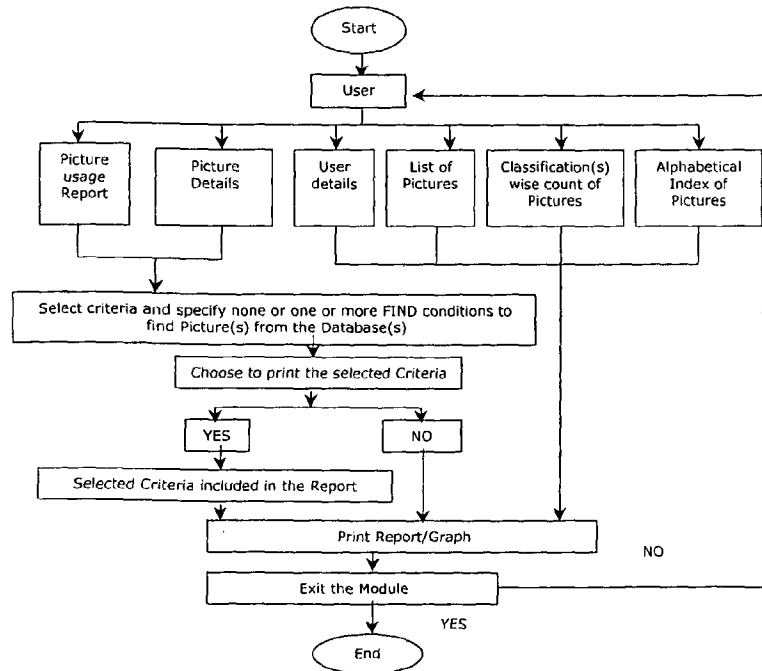 Start
User
Picture
usage
Report
Picture
Details
User
details
List of
Pictures
Classification(s)
wise count of
Pictures
Alphabetical
Index of
Pictures
Select criteria and specify none or one or more FIND conditions to
find Picture(s) from the Database(s)
Choose to print the selected Criteria
YES
NO
Selected Criteria included in the Report
Print Report/Graph
NO
Exit the Module
YES
End